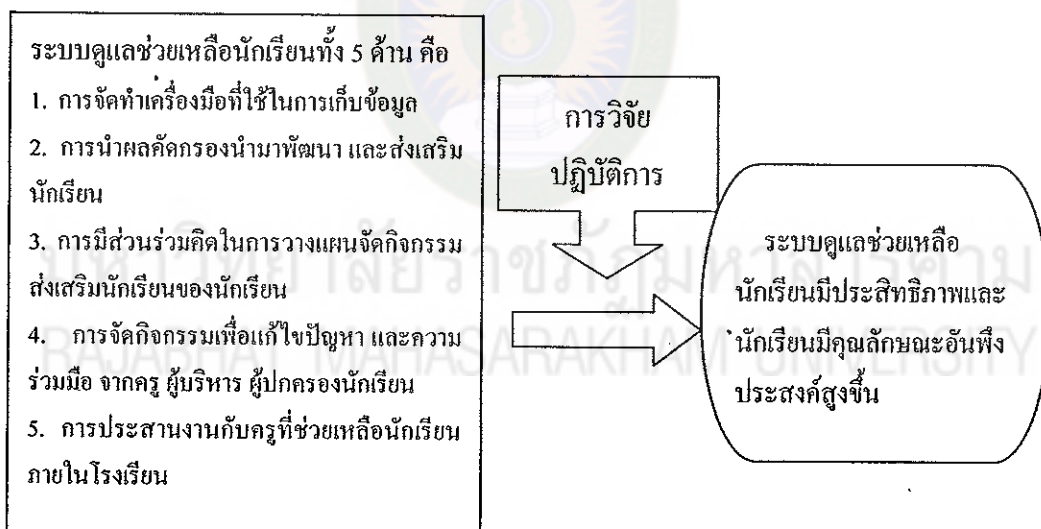 ระบบดูแลช่วยเหลือนักเรียนทั้ง 5 ด้าน คือ
1. การจัดทำเครื่องมือที่ใช้ในการเก็บข้อมูล
2. การนำผลคัดกรองนำมาพัฒนา และส่งเสริม
นักเรียน
3. การมีส่วนร่วมคิดในการวางแผนจัดกิจกรรม
ส่งเสริมนักเรียนของนักเรียน
4. การจัดกิจกรรมเพื่อแก้ไขปัญหา และความ
ร่วมมือ จากครู ผู้บริหาร ผู้ปกครองนักเรียน
5. การประสานงานกับครูที่ช่วยเหลือนักเรียน
ภายในโรงเรียน
การวิจัย
ปฏิบัติการ
ระบบดูแลช่วยเหลือ
นักเรียนมีประสิทธิภาพและ
นักเรียนมีคุณลักษณะอันพึง
ประสงค์สูงขึ้น
มหาวิทยาลัยราชภัฏมหาสารคาม
RAJABHAT MAHASARAKHAM UNIVERSITY